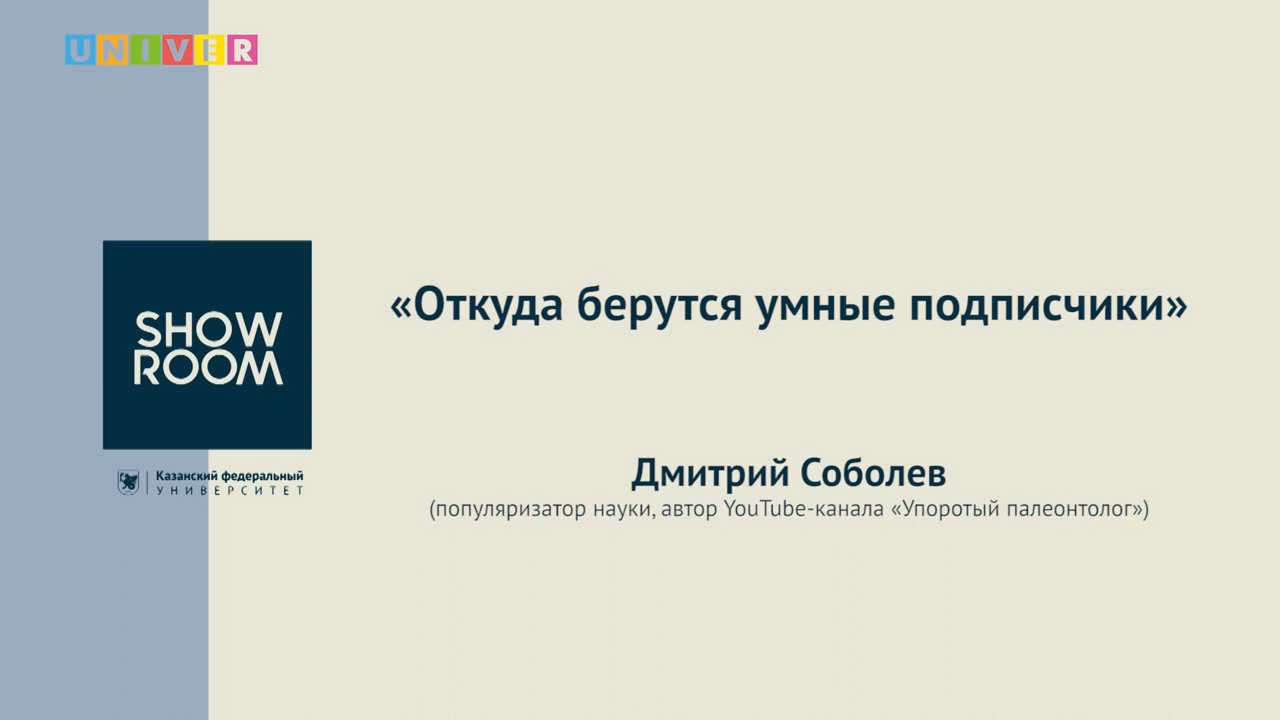 UNIVER
SHOW
ROOM
Казанский федеральный
УНИВЕРСИТЕТ
«Откуда берутся умные подписчики»
Дмитрий Соболев
(популяризатор науки, автор YouTube-канала «Упоротый палеонтолог»)